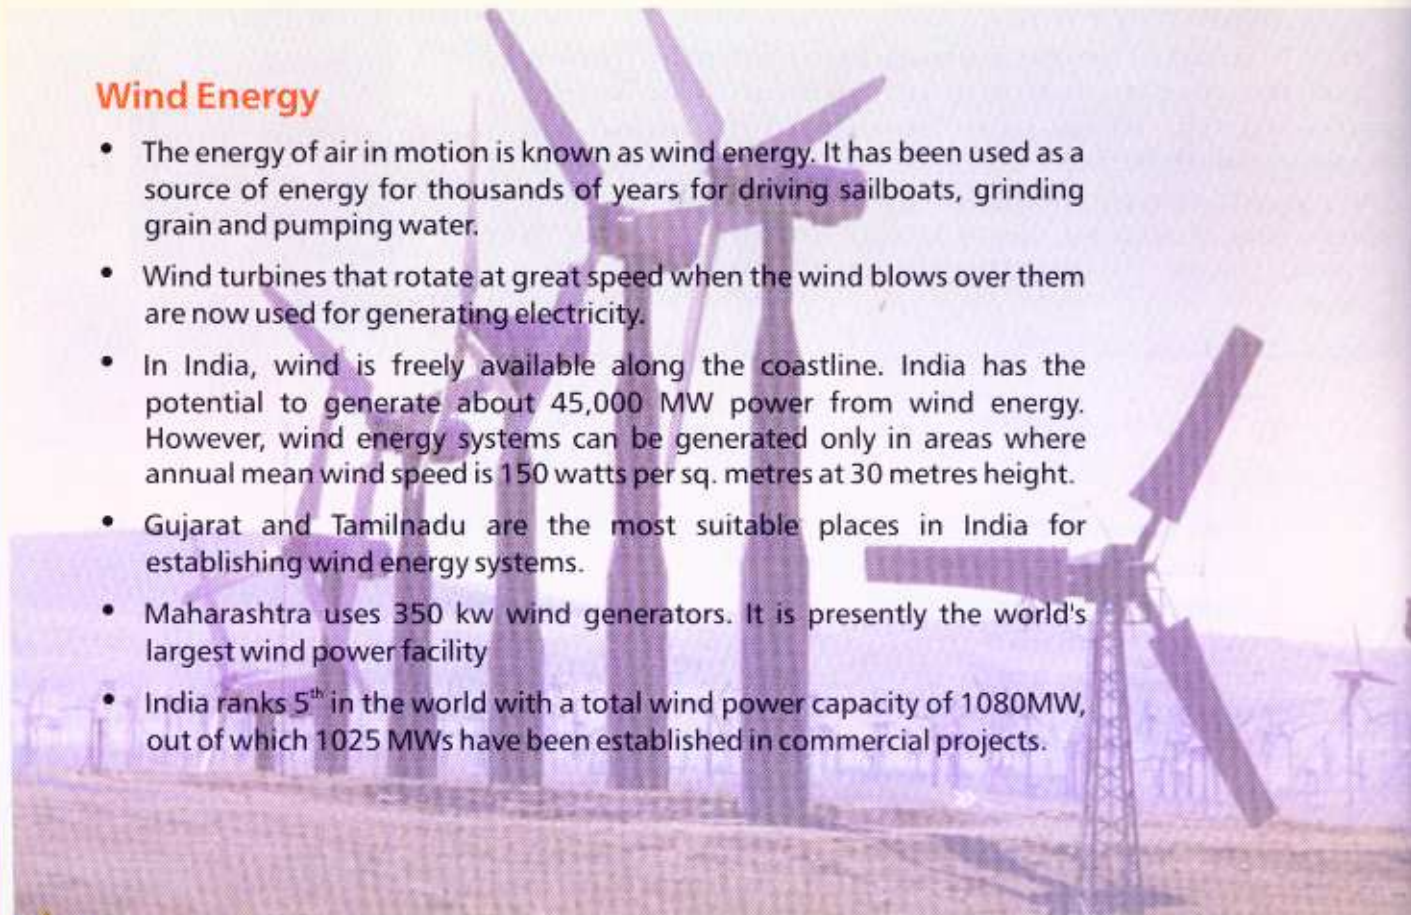 Wind Energy
• The energy of air in motion is known as wind energy. It has been used as a
source of energy for thousands of years for driving sailboats, grinding
grain and pumping water.
• Wind turbines that rotate at great speed when the wind blows over them
are now used for generating electricity.
• In India, wind is freely available along the coastline. India has the
potential to generate about 45,000 MW power from wind energy.
However, wind energy systems can be generated only in areas where
annual mean wind speed is 150 watts per sq. metres at 30 metres height.
• Gujarat and Tamilnadu are the most suitable places in India for
establishing wind energy systems.
• Maharashtra uses 350 kw wind generators. It is presently the world's
largest wind power facility
• India ranks 5th in the world with a total wind power capacity of 1080MW,
out of which 1025 MWs have been established in commercial projects.